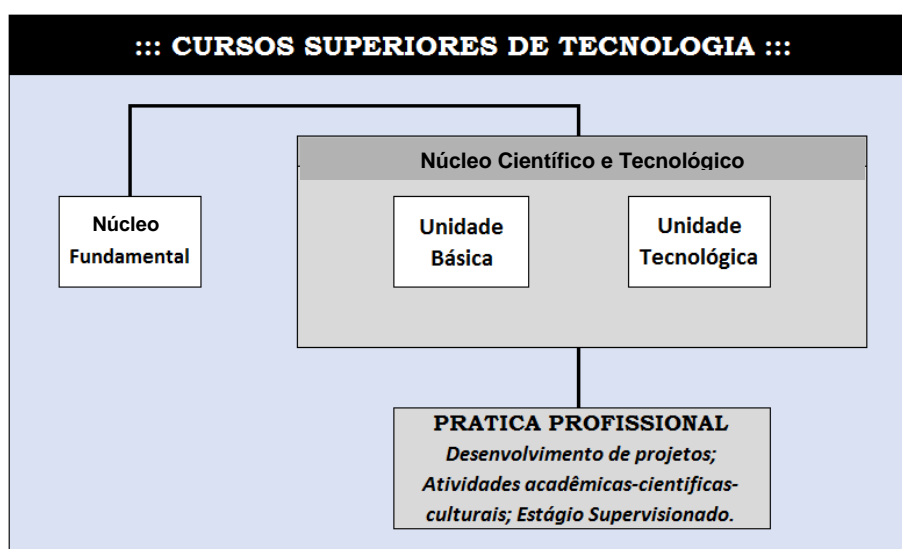 ::: CURSOS SUPERIORES DE TECNOLOGIA :::
Núcleo Científico e Tecnológico
Núcleo
Fundamental
Unidade
Básica
Unidade
Tecnológica
PRATICA PROFISSIONAL
Desenvolvimento de projetos;
Atividades acadêmicas-cientificas-
culturais; Estágio Supervisionado.